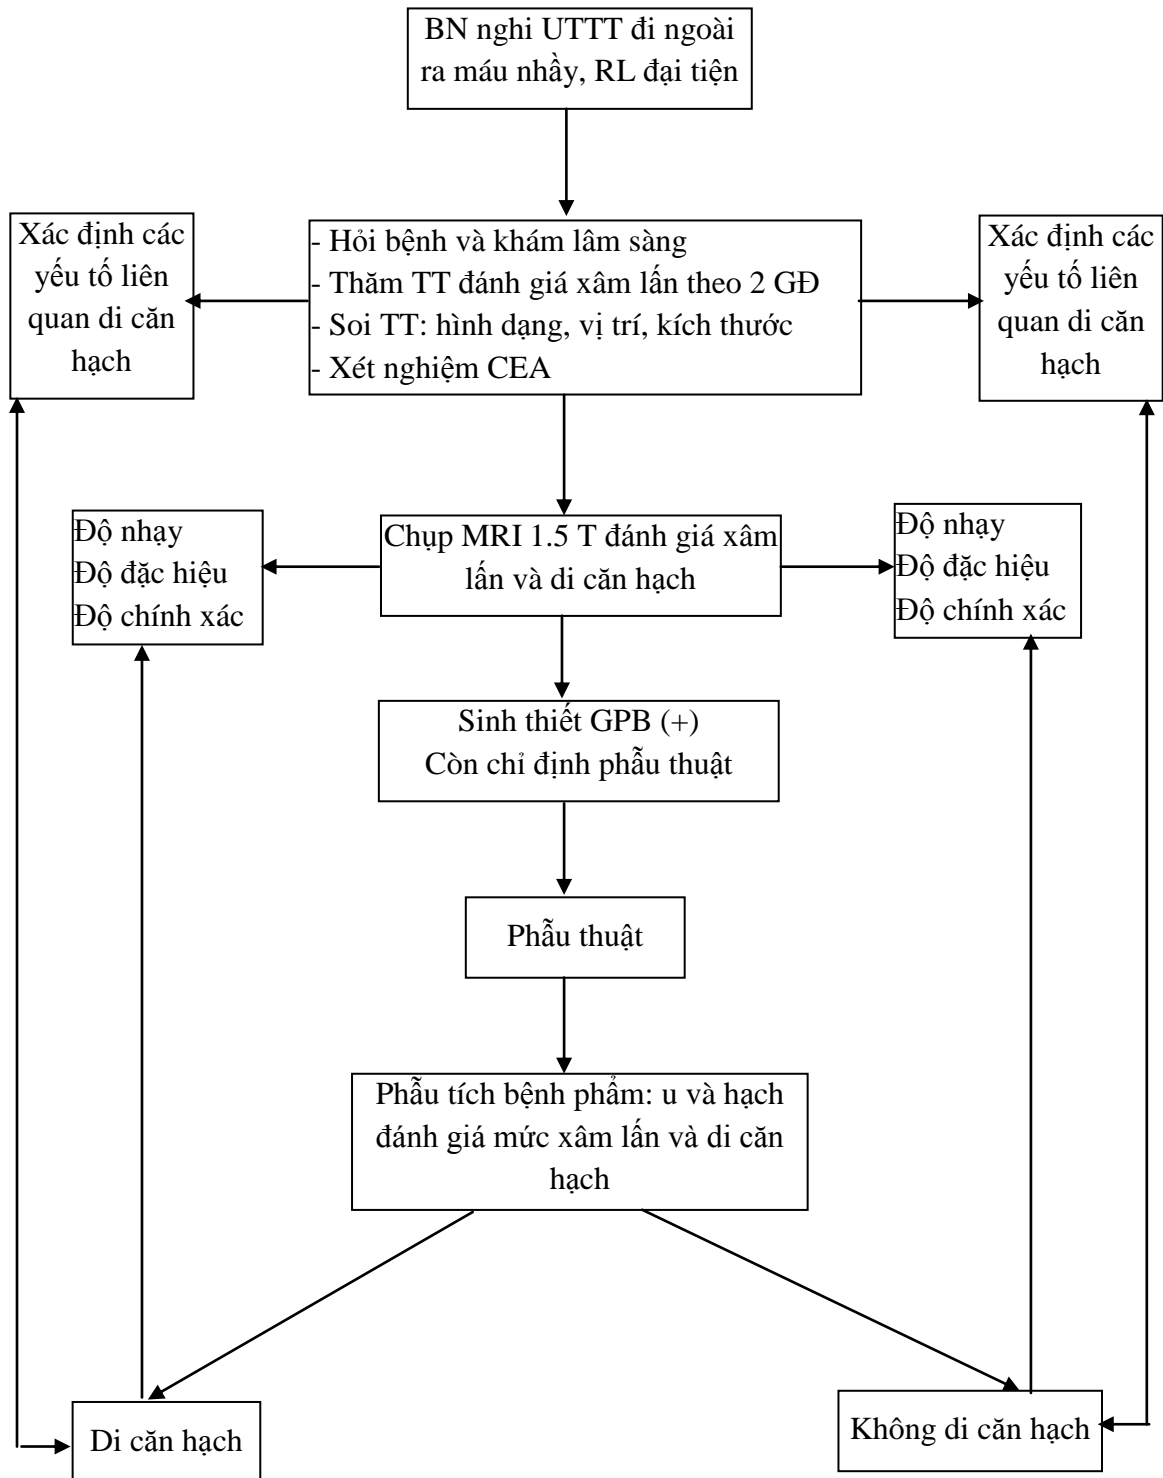 BN nghi UTTT đi ngoài
ra máu nhầy, RL đại tiện
Xác định các
yếu tố liên
quan di căn
hạch
- Hỏi bệnh và khám lâm sàng
- Thăm TT đánh giá xâm lấn theo 2 GĐ
- Soi TT: hình dạng, vị trí, kích thước
- Xét nghiệm CEA
Xác định các
yếu tố liên
quan di căn
hạch
Độ nhạy
Độ đặc hiệu
Độ chính xác
Chụp MRI 1.5 T đánh giá xâm
lấn và di căn hạch
Độ nhạy
Độ đặc hiệu
Độ chính xác
Sinh thiết GPB (+)
Còn chỉ định phẫu thuật
Phẫu thuật
Phẫu tích bệnh phẩm: u và hạch
đánh giá mức xâm lấn và di căn
hạch
Di căn hạch
Không di căn hạch